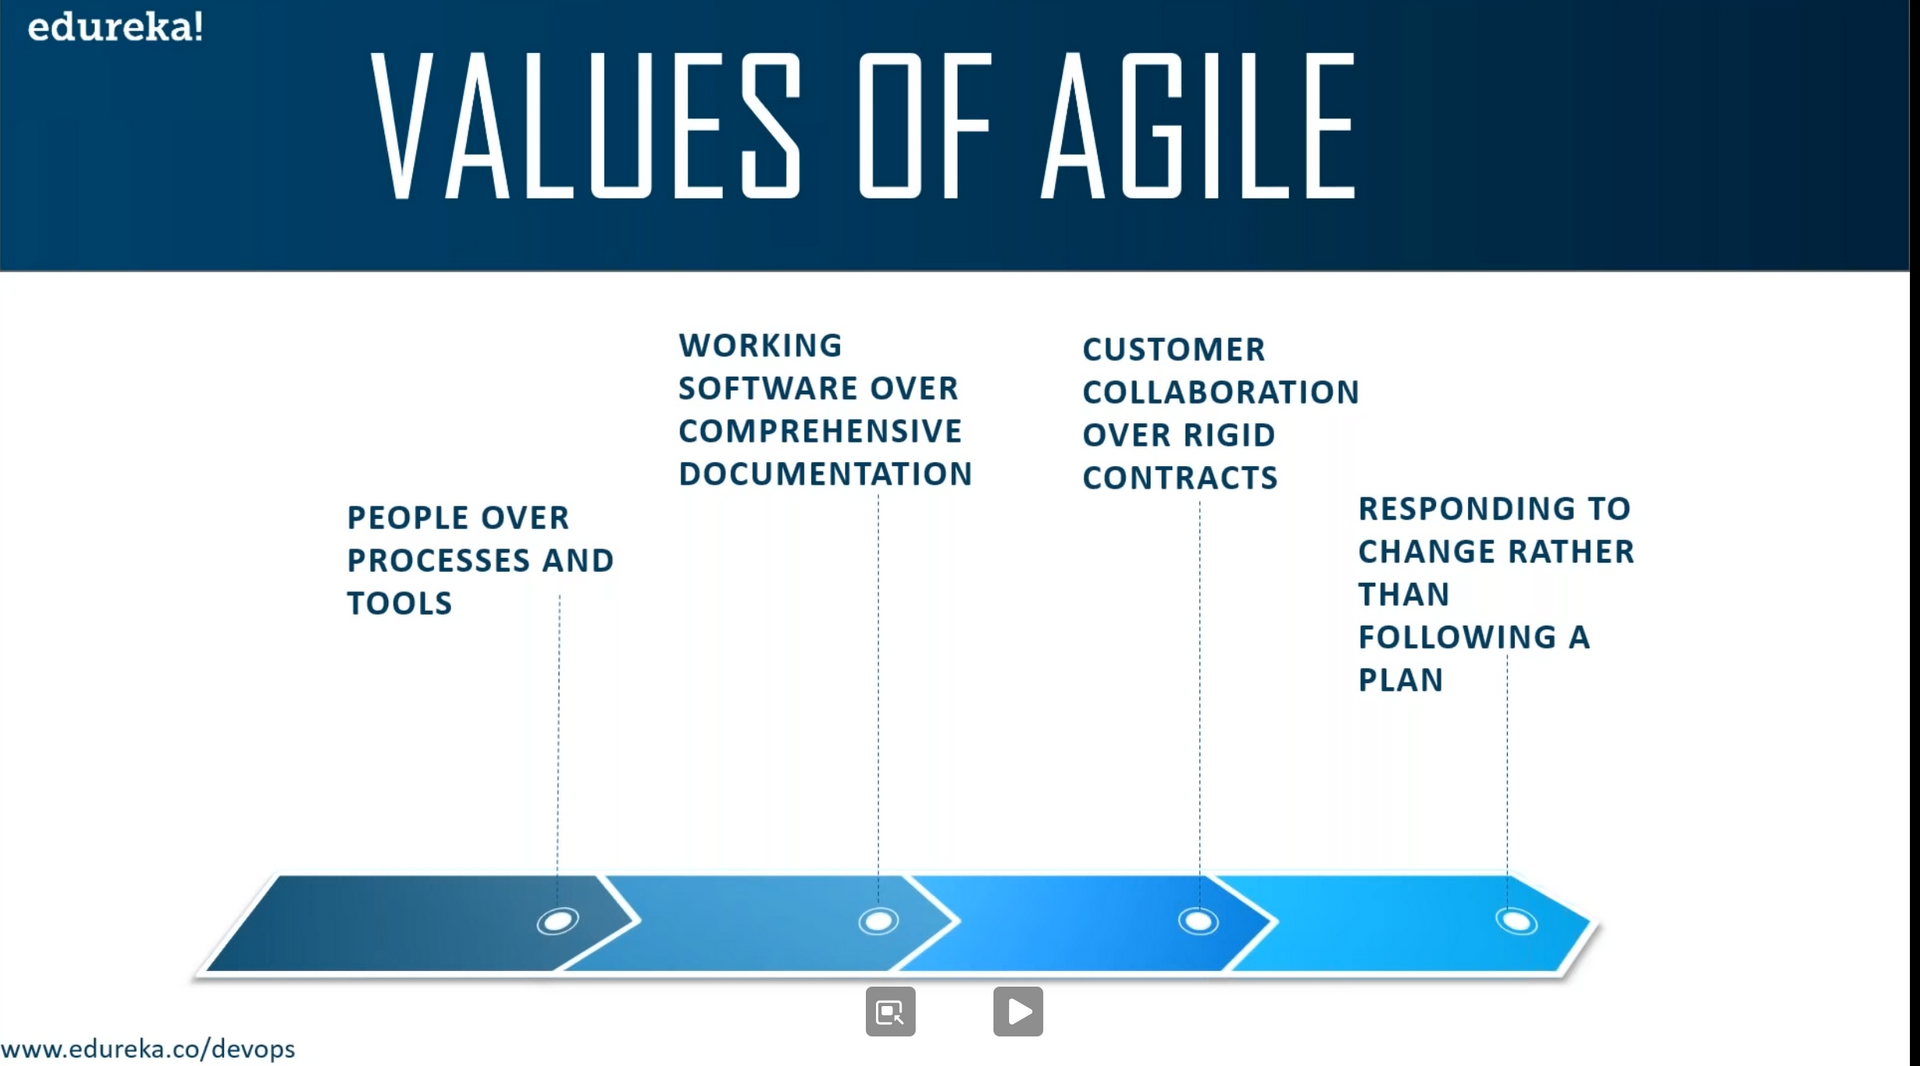 edureka!
VALUES OF AGILE
PEOPLE OVER
PROCESSES AND
TOOLS
WORKING
SOFTWARE OVER
COMPREHENSIVE
DOCUMENTATION
CUSTOMER
COLLABORATION
OVER RIGID
CONTRACTS
RESPONDING TO
CHANGE RATHER
THAN
FOLLOWING A
PLAN
www.edureka.co/devops